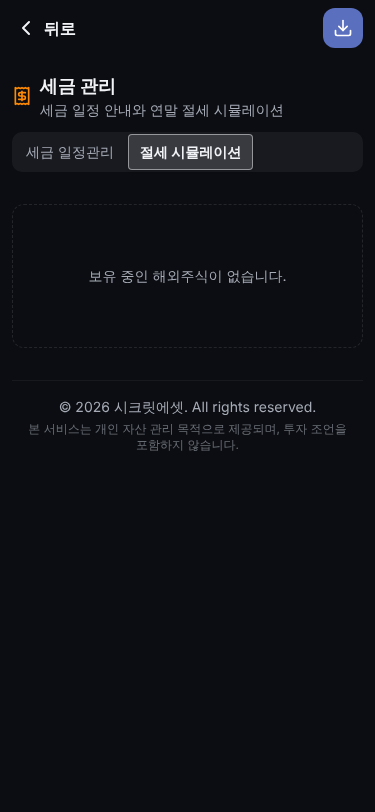 뒤로
세금 관리
세금 일정 안내와 연말 절세 시뮬레이션
세금 일정관리
절세 시뮬레이션
보유 중인 해외주식이 없습니다.
© 2026 시크릿에셋. All rights reserved.
본 서비스는 개인 자산 관리 목적으로 제공되며, 투자 조언을
포함하지 않습니다.